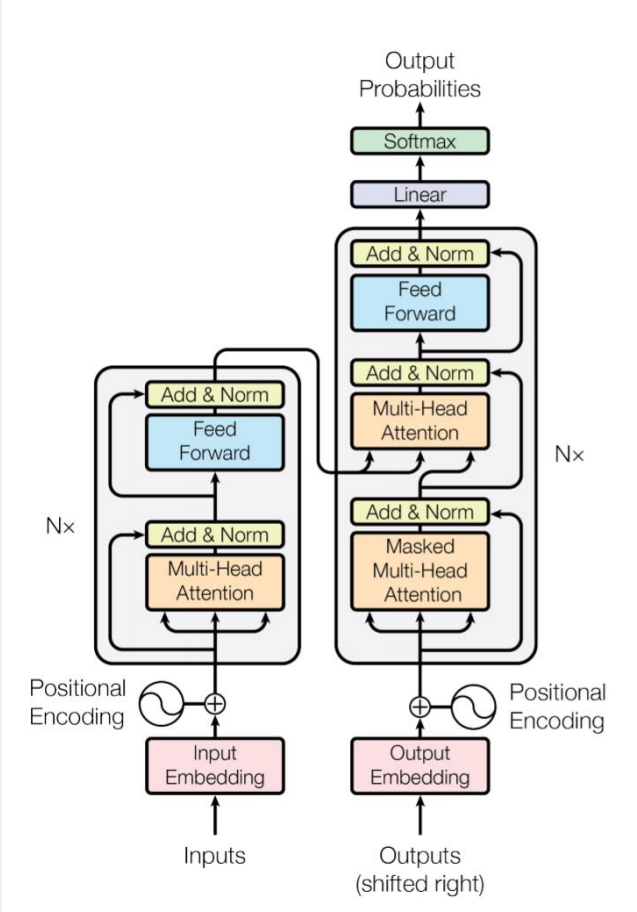 Output
Probabilities
Softmax
Linear
Add & Norm
Feed
Forward
Add & Norm
Multi-Head
Attention
N×
Add & Norm
Masked
Multi-Head
Attention
Add & Norm
Feed
Forward
N×
Add & Norm
Multi-Head
Attention
Positional
Encoding
Positional
Encoding
Input
Embedding
Output
Embedding
Inputs
Outputs
(shifted right)